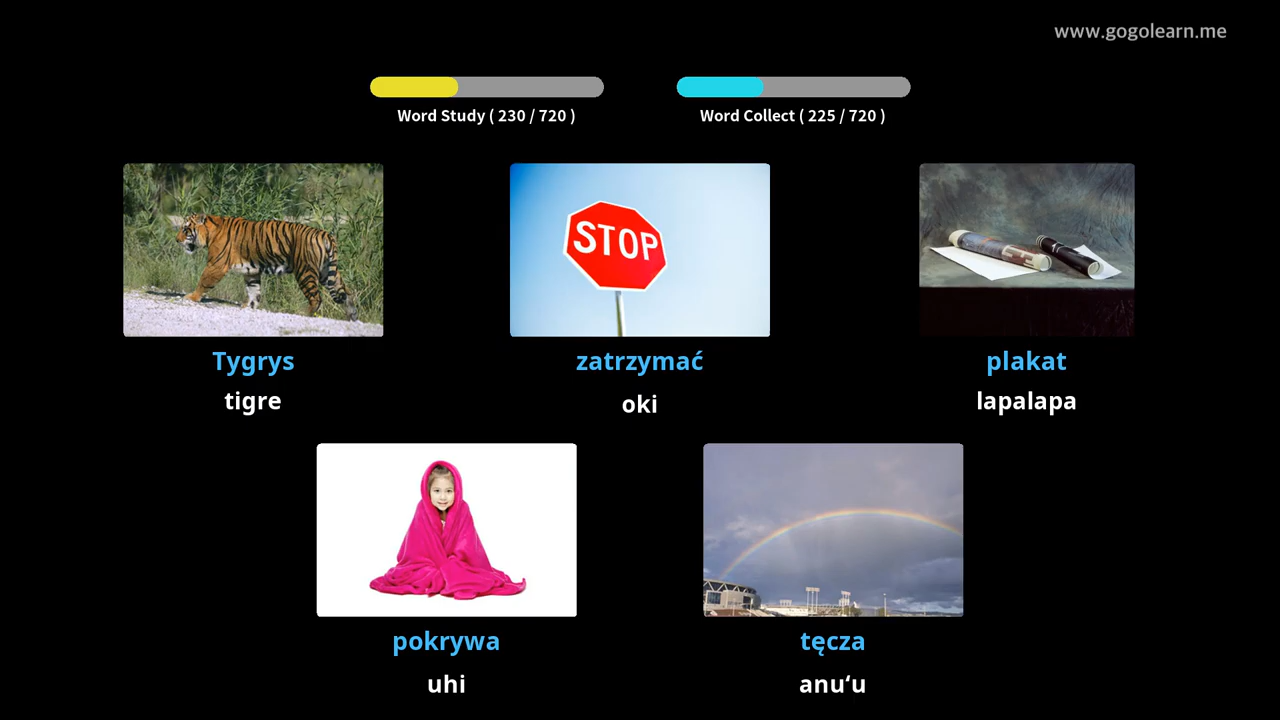 www.gogolearn.me
Word Study ( 230 / 720 )
Word Collect ( 225 / 720 )
STOP
Tygrys
tigre
zatrzymać
oki
plakat
lapalapa
pokrywa
uhi
tęcza
anuʻu